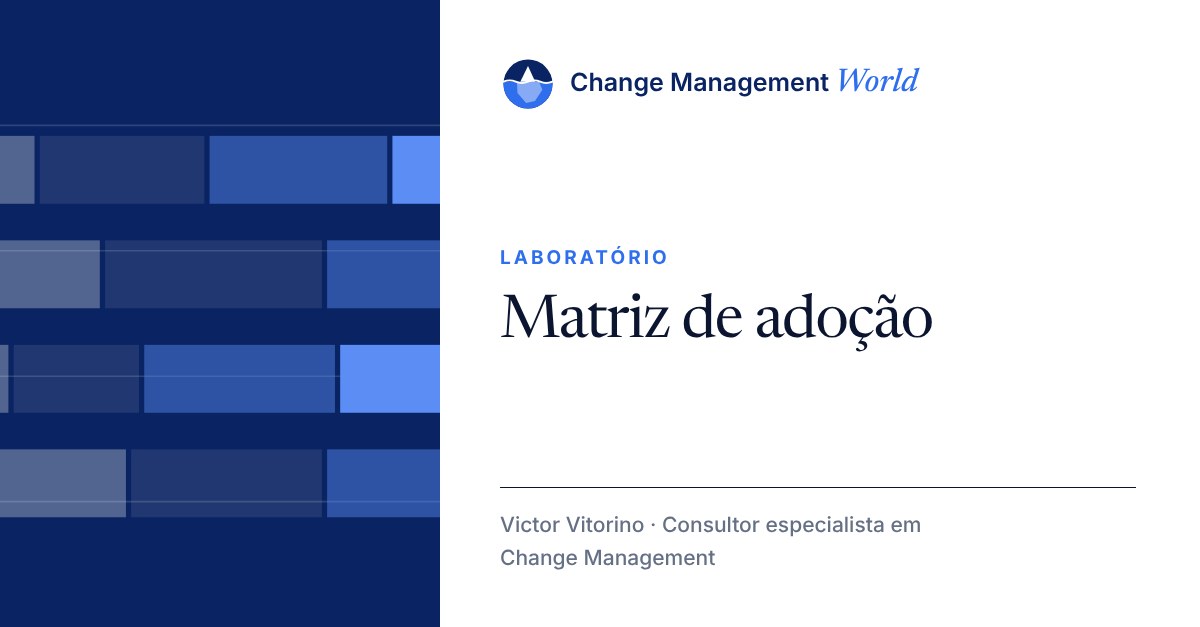 Change Management World
LABORATÓRIO
Matriz de adoção
Victor Vitorino · Consultor especialista em
Change Management